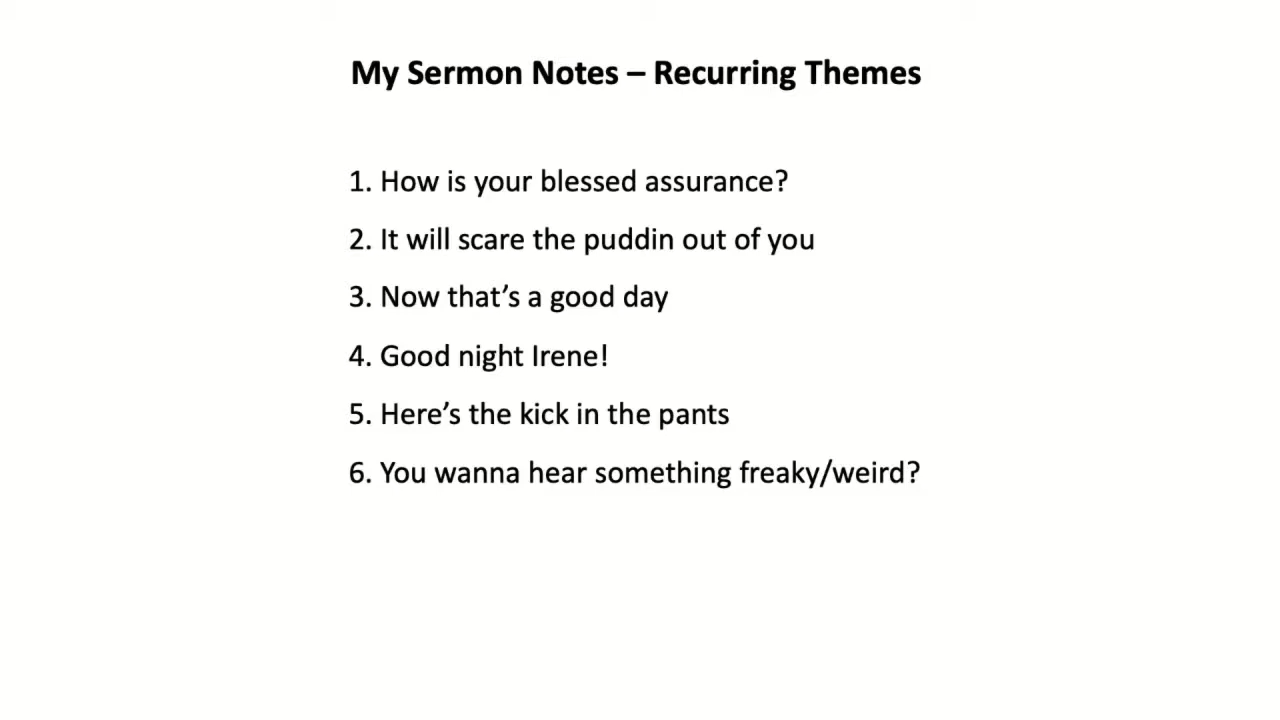 My Sermon Notes – Recurring Themes
1. How is your blessed assurance?
2. It will scare the puddin out of you
3. Now that’s a good day
4. Good night Irene!
5. Here’s the kick in the pants
6. You wanna hear something freaky/weird?